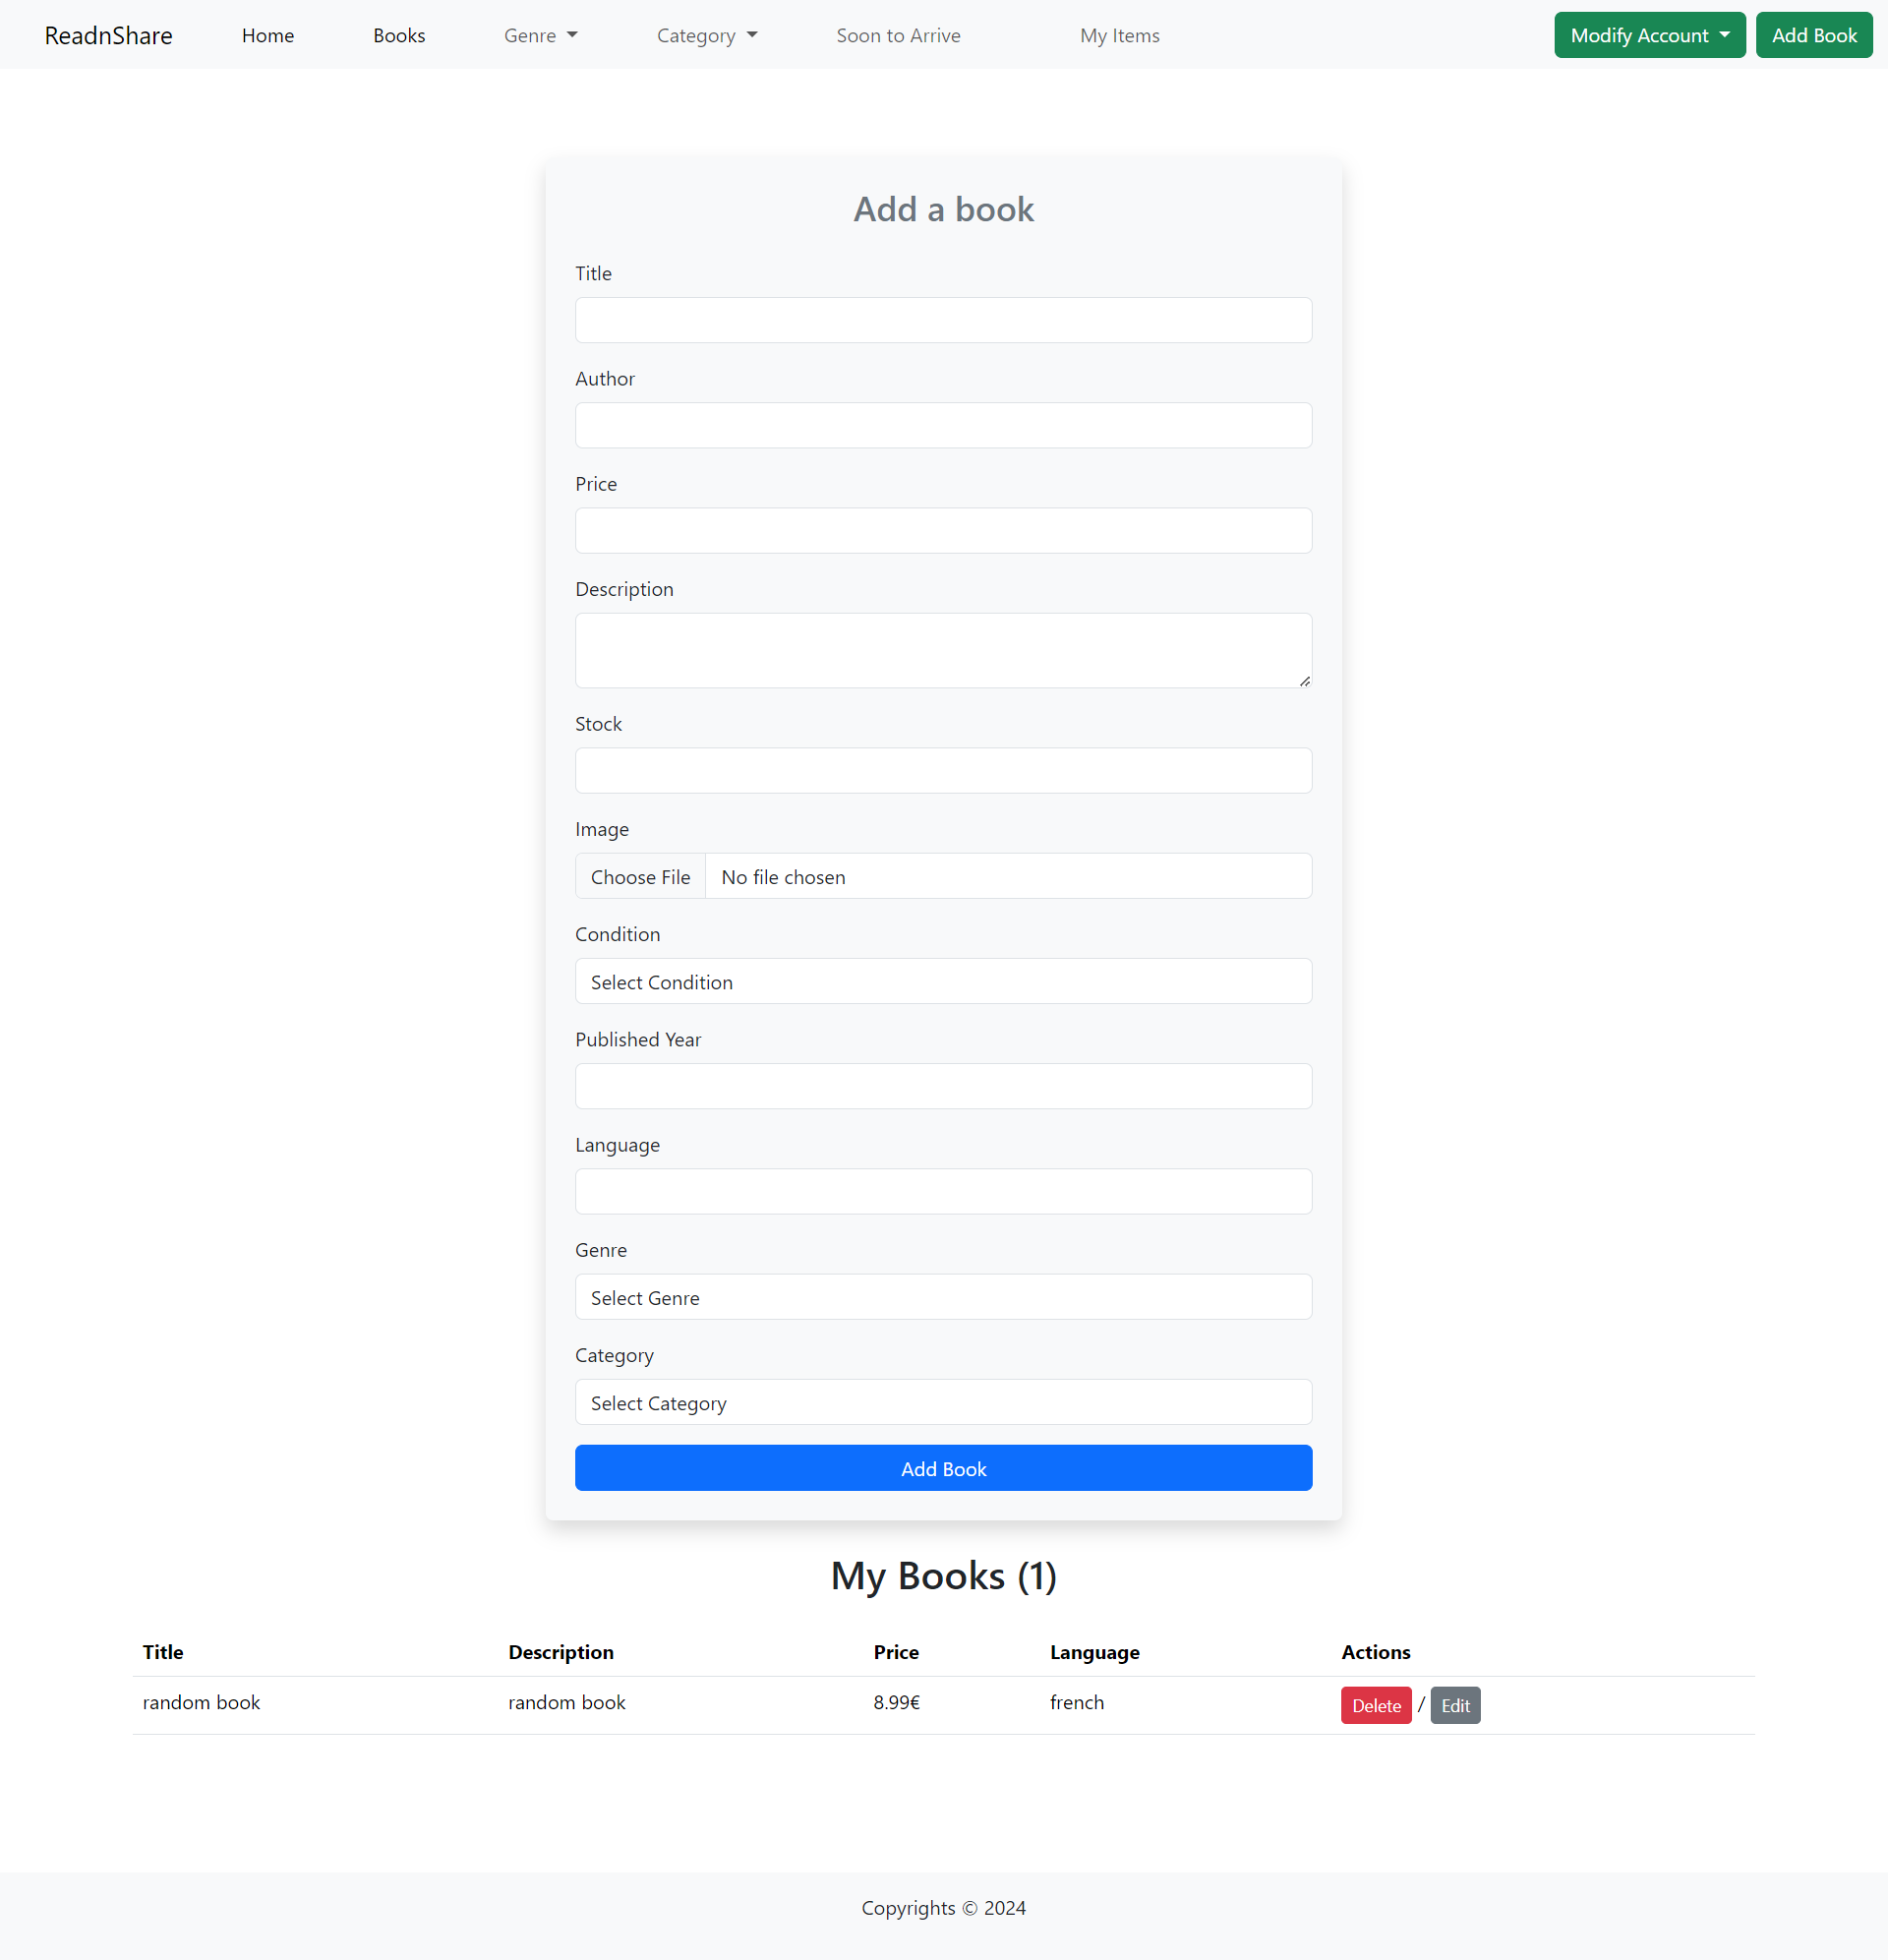 ReadnShare Home Books Genre Category Soon to Arrive My Items Modify Account Add Book
Add a book
Title
Author
Price
Description
Stock
Image
Choose File No file chosen
Condition
Select Condition
Published Year
Language
Genre
Select Genre
Category
Select Category
Add Book
My Books (1)
Title Description Price Language Actions
random book random book 8.99€ french Delete / Edit
Copyrights © 2024